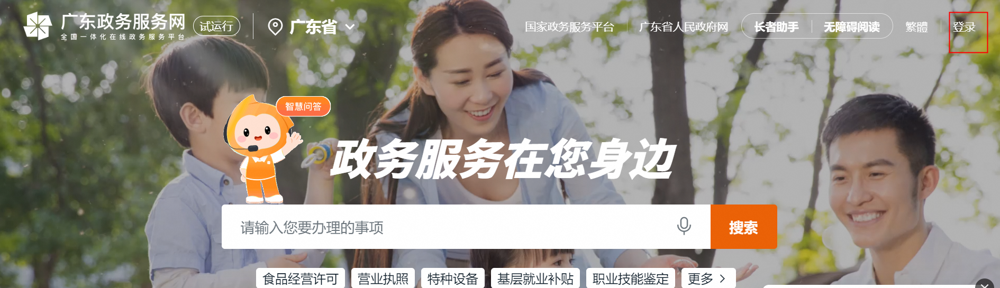 广东政务服务网
全国一体化在线政务服务平台
试运行
广东省
国家政务服务平台
广东省人民政府网
长者助手
无障碍阅读
繁體
登录
智慧问答
政务服务在您身边
请输入您要办理的事项
搜索
食品经营许可
营业执照
特种设备
基层就业补贴
职业技能鉴定
更多